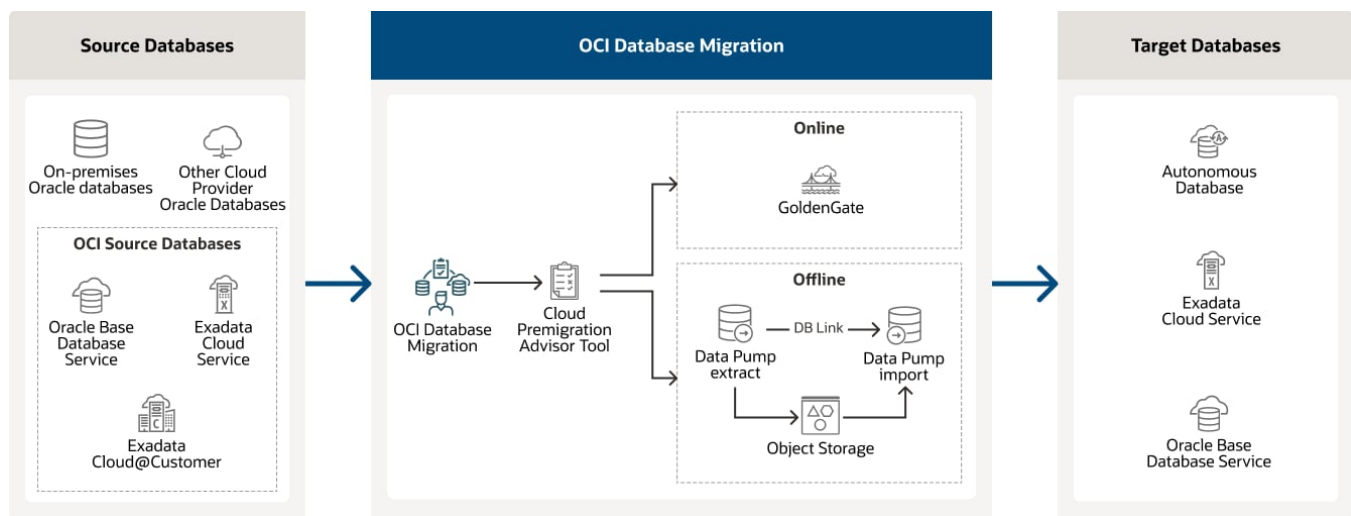 Source Databases
OCI Database Migration
Target Databases
On-premises
Oracle databases
Other Cloud
Provider
Oracle Databases
OCI Source Databases
Oracle Base
Database
Service
X
Exadata
Cloud
Service
C
Exadata
Cloud@Customer
OCI Database
Migration
Cloud
Premigration
Advisor Tool
Online
GoldenGate
Offline
Data Pump
extract
DB Link
Data Pump
import
Object Storage
A
Autonomous
Database
X
Exadata
Cloud Service
Oracle Base
Database Service